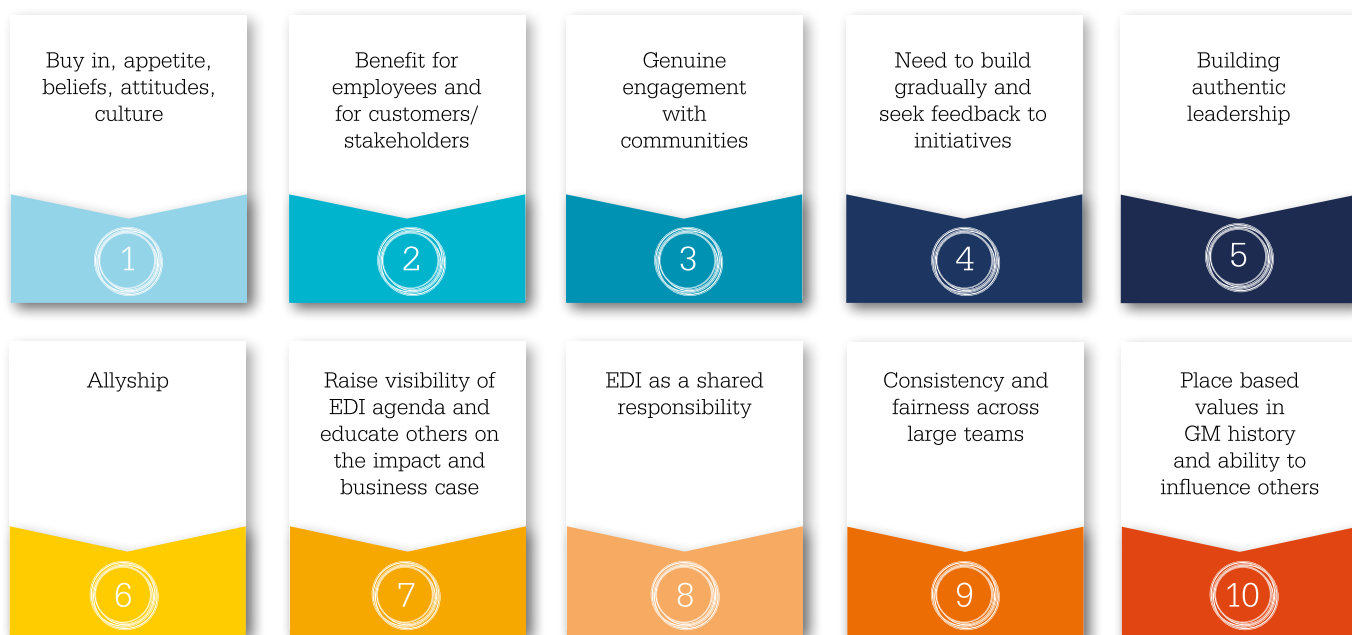 Buy in, appetite,
beliefs, attitudes,
culture
1
Benefit for
employees and
for customers/
stakeholders
2
Genuine
engagement
with
communities
3
Need to build
gradually and
seek feedback to
initiatives
4
Building
authentic
leadership
5
Allyship
6
Raise visibility of
EDI agenda and
educate others on
the impact and
business case
7
EDI as a shared
responsibility
8
Consistency and
fairness across
large teams
9
Place based
values in
GM history
and ability to
influence others
10